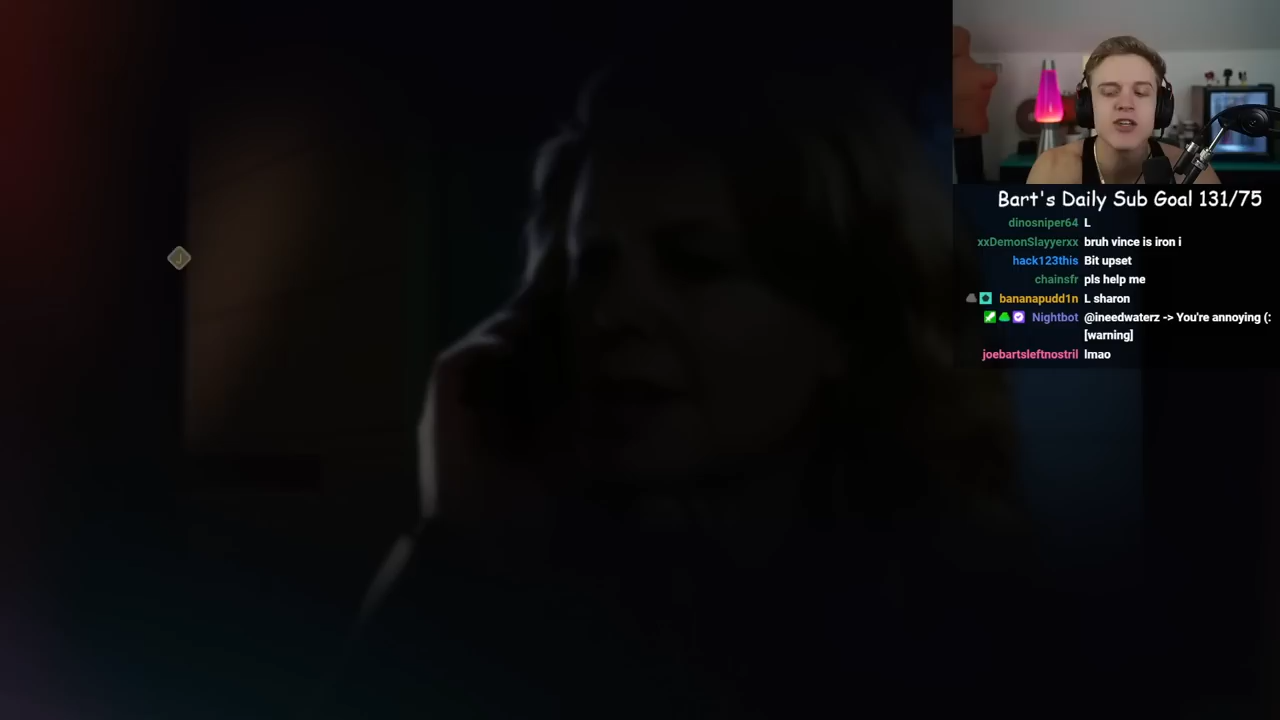 Bart's Daily Sub Goal 131/75
dinosniper64 L
xxDemonSlayyerxx bruh vince is iron i
hack123this Bit upset
chainsfr pls help me
bananapudd1n L sharon
Nightbot @ineedwaterz -> You're annoying (:
[warning]
joebartsleftnostril lmao
J